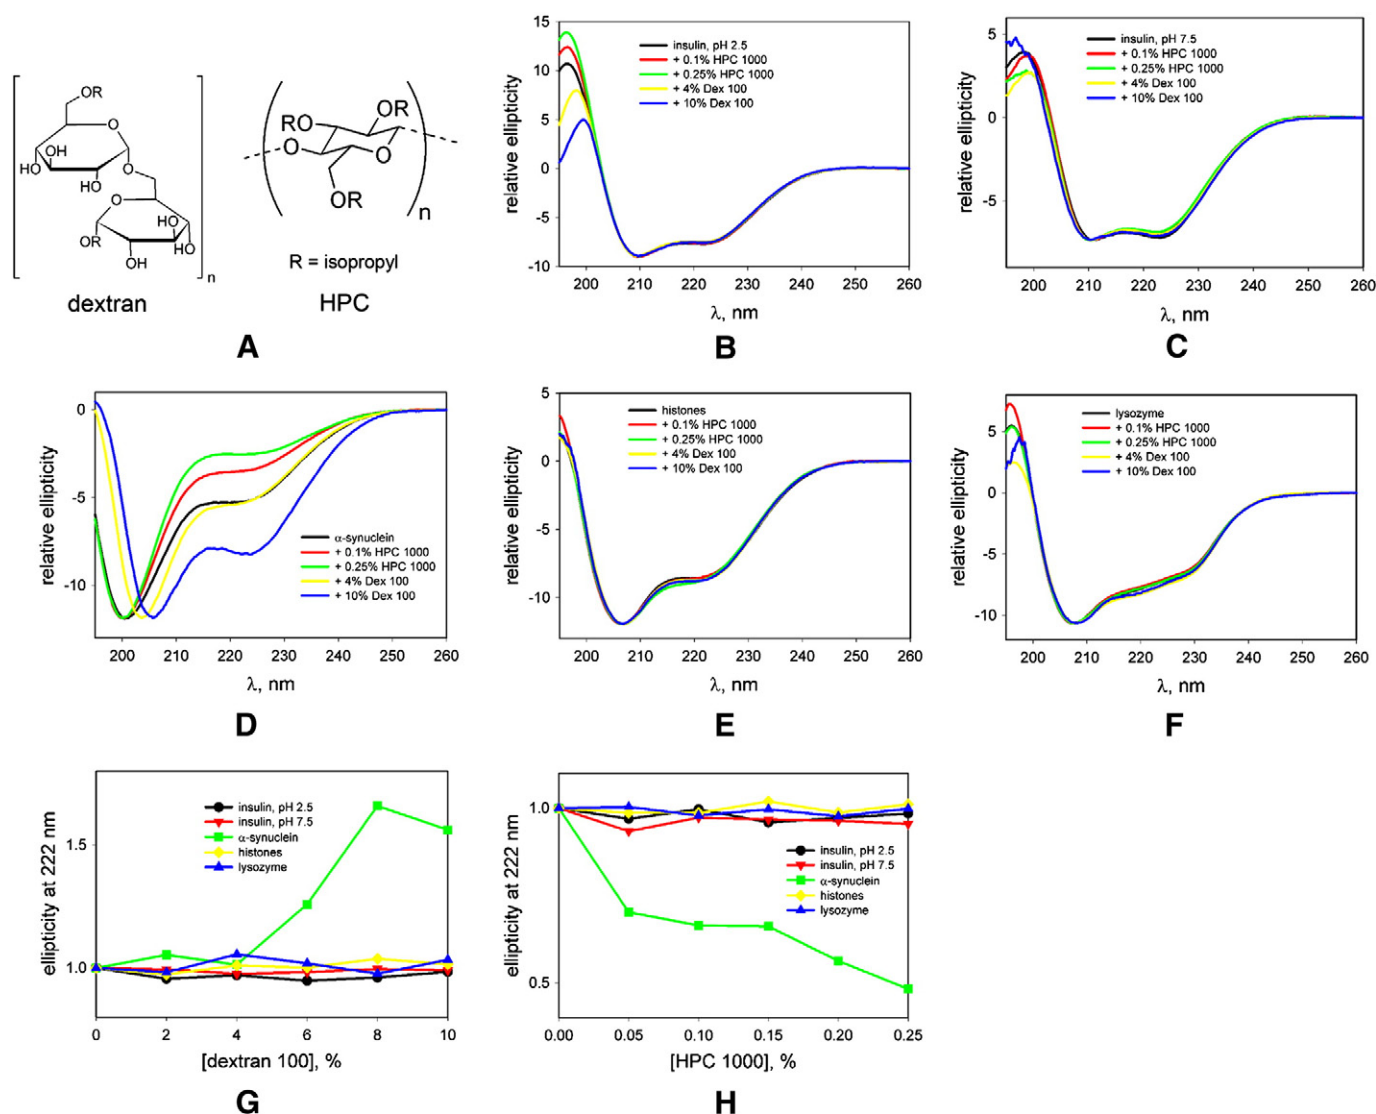 OR
O
OH
HO
HO
O
O
HO
OR
OH
HO
HO
n
dextran
A
RO
OR
O
O
OR
n
R = isopropyl
HPC
relative ellipticity
15
10
5
0
-5
-10
insulin, pH 2.5
+ 0.1% HPC 1000
+ 0.25% HPC 1000
+ 4% Dex 100
+ 10% Dex 100
200 210 220 230 240 250 260
λ, nm
B
relative ellipticity
5
0
-5
insulin, pH 7.5
+ 0.1% HPC 1000
+ 0.25% HPC 1000
+ 4% Dex 100
+ 10% Dex 100
200 210 220 230 240 250 260
λ, nm
C
relative ellipticity
0
-5
-10
α-synuclein
+ 0.1% HPC 1000
+ 0.25% HPC 1000
+ 4% Dex 100
+ 10% Dex 100
200 210 220 230 240 250 260
λ, nm
D
relative ellipticity
5
0
-5
-10
histones
+ 0.1% HPC 1000
+ 0.25% HPC 1000
+ 4% Dex 100
+ 10% Dex 100
200 210 220 230 240 250 260
λ, nm
E
relative ellipticity
5
0
-5
-10
lysozyme
+ 0.1% HPC 1000
+ 0.25% HPC 1000
+ 4% Dex 100
+ 10% Dex 100
200 210 220 230 240 250 260
λ, nm
F
ellipticity at 222 nm
1.5
1.0
insulin, pH 2.5
insulin, pH 7.5
α-synuclein
histones
lysozyme
0 2 4 6 8 10
[dextran 100], %
G
ellipticity at 222 nm
1.0
0.5
insulin, pH 2.5
insulin, pH 7.5
α-synuclein
histones
lysozyme
0.00 0.05 0.10 0.15 0.20 0.25
[HPC 1000], %
H